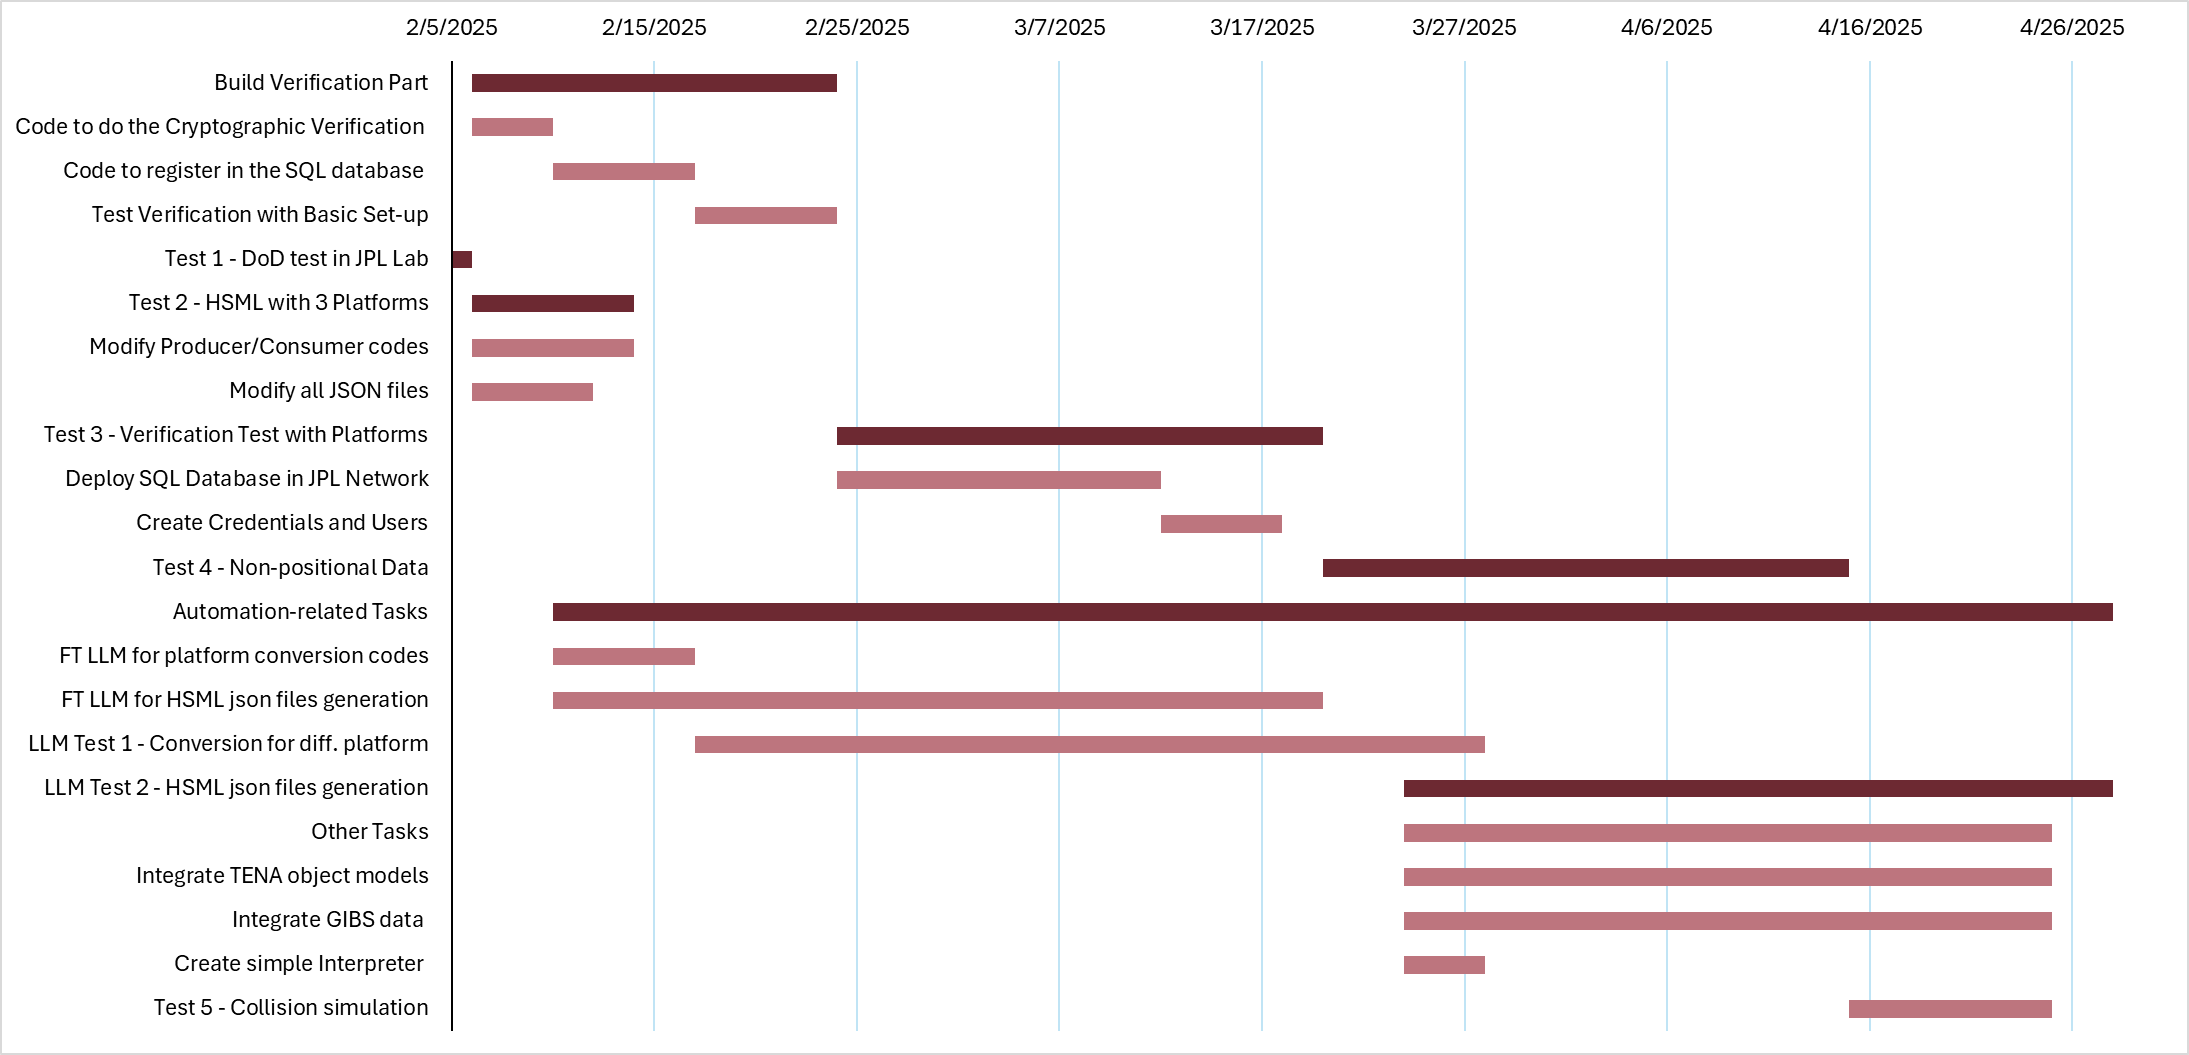 2/5/2025 2/15/2025 2/25/2025 3/7/2025 3/17/2025 3/27/2025 4/6/2025 4/16/2025 4/26/2025
Build Verification Part
Code to do the Cryptographic Verification
Code to register in the SQL database
Test Verification with Basic Set-up
Test 1 - DoD test in JPL Lab
Test 2 - HSML with 3 Platforms
Modify Producer/Consumer codes
Modify all JSON files
Test 3 - Verification Test with Platforms
Deploy SQL Database in JPL Network
Create Credentials and Users
Test 4 - Non-positional Data
Automation-related Tasks
FT LLM for platform conversion codes
FT LLM for HSML json files generation
LLM Test 1 - Conversion for diff. platform
LLM Test 2 - HSML json files generation
Other Tasks
Integrate TENA object models
Integrate GIBS data
Create simple Interpreter
Test 5 - Collision simulation